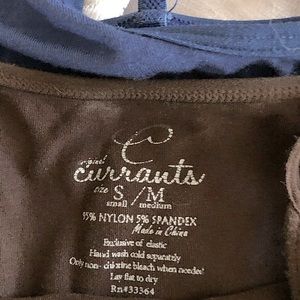 C
original
currants
size S/M
small medium
95% NYLON 5% SPANDEX
Made in China
Exclusive of elastic
Hand wash cold separately
Only non-chlorine bleach when needed
Lay flat to dry
Rn#33364